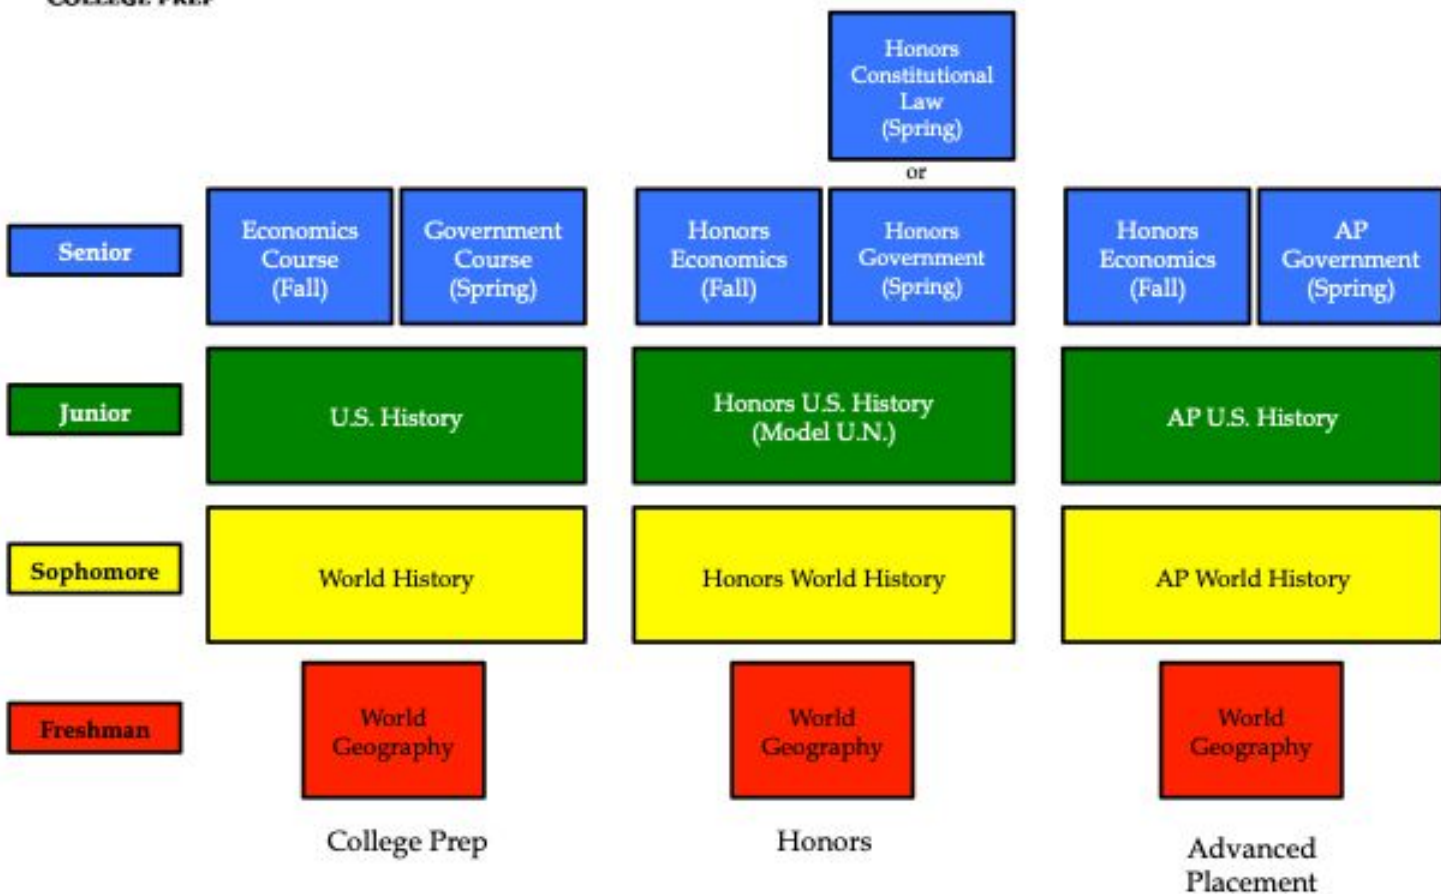 COLLEGE PREP
Honors
Constitutional
Law
(Spring)
or
Senior
Economics
Course
(Fall)
Government
Course
(Spring)
Honors
Economics
(Fall)
Honors
Government
(Spring)
Honors
Economics
(Fall)
AP
Government
(Spring)
Junior
U.S. History
Honors U.S. History
(Model U.N.)
AP U.S. History
Sophomore
World History
Honors World History
AP World History
Freshman
World
Geography
World
Geography
World
Geography
College Prep
Honors
Advanced
Placement